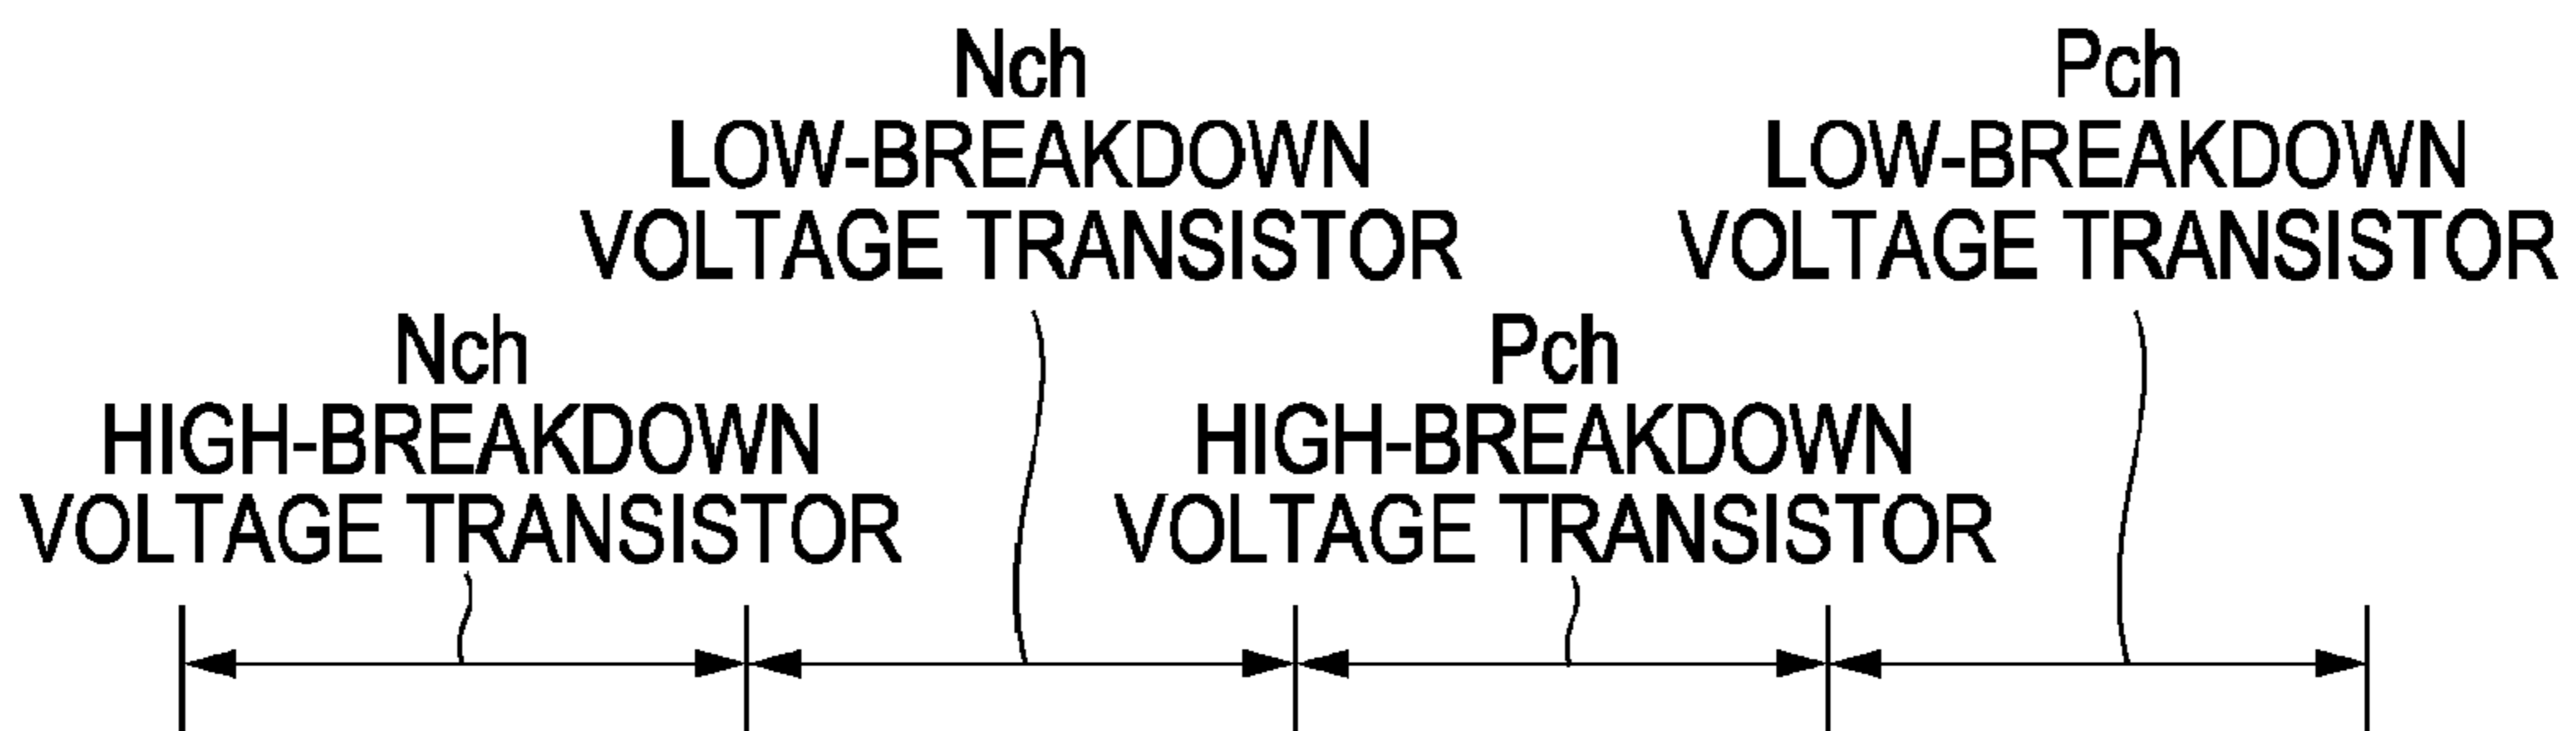 Nch
LOW-BREAKDOWN
VOLTAGE TRANSISTOR
Pch
LOW-BREAKDOWN
VOLTAGE TRANSISTOR
Nch
HIGH-BREAKDOWN
VOLTAGE TRANSISTOR
Pch
HIGH-BREAKDOWN
VOLTAGE TRANSISTOR